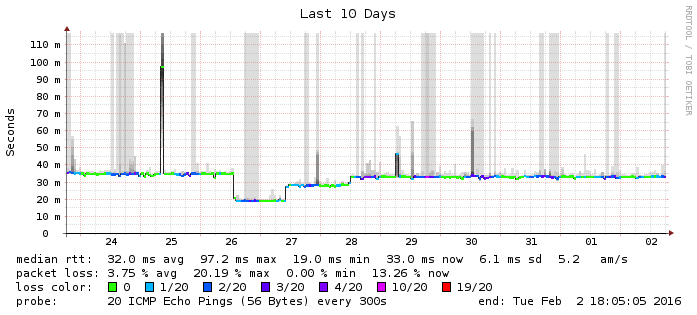 Last 10 Days
RRDTOOL / TOBI OETIKER
Seconds
110 m
100 m
90 m
80 m
70 m
60 m
50 m
40 m
30 m
20 m
10 m
0
24 25 26 27 28 29 30 31 01 02
median rtt: 32.0 ms avg 97.2 ms max 19.0 ms min 33.0 ms now 6.1 ms sd 5.2 am/s
packet loss: 3.75 % avg 20.19 % max 0.00 % min 13.26 % now
loss color: 0 1/20 2/20 3/20 4/20 10/20 19/20
probe: 20 ICMP Echo Pings (56 Bytes) every 300s end: Tue Feb 2 18:05:05 2016